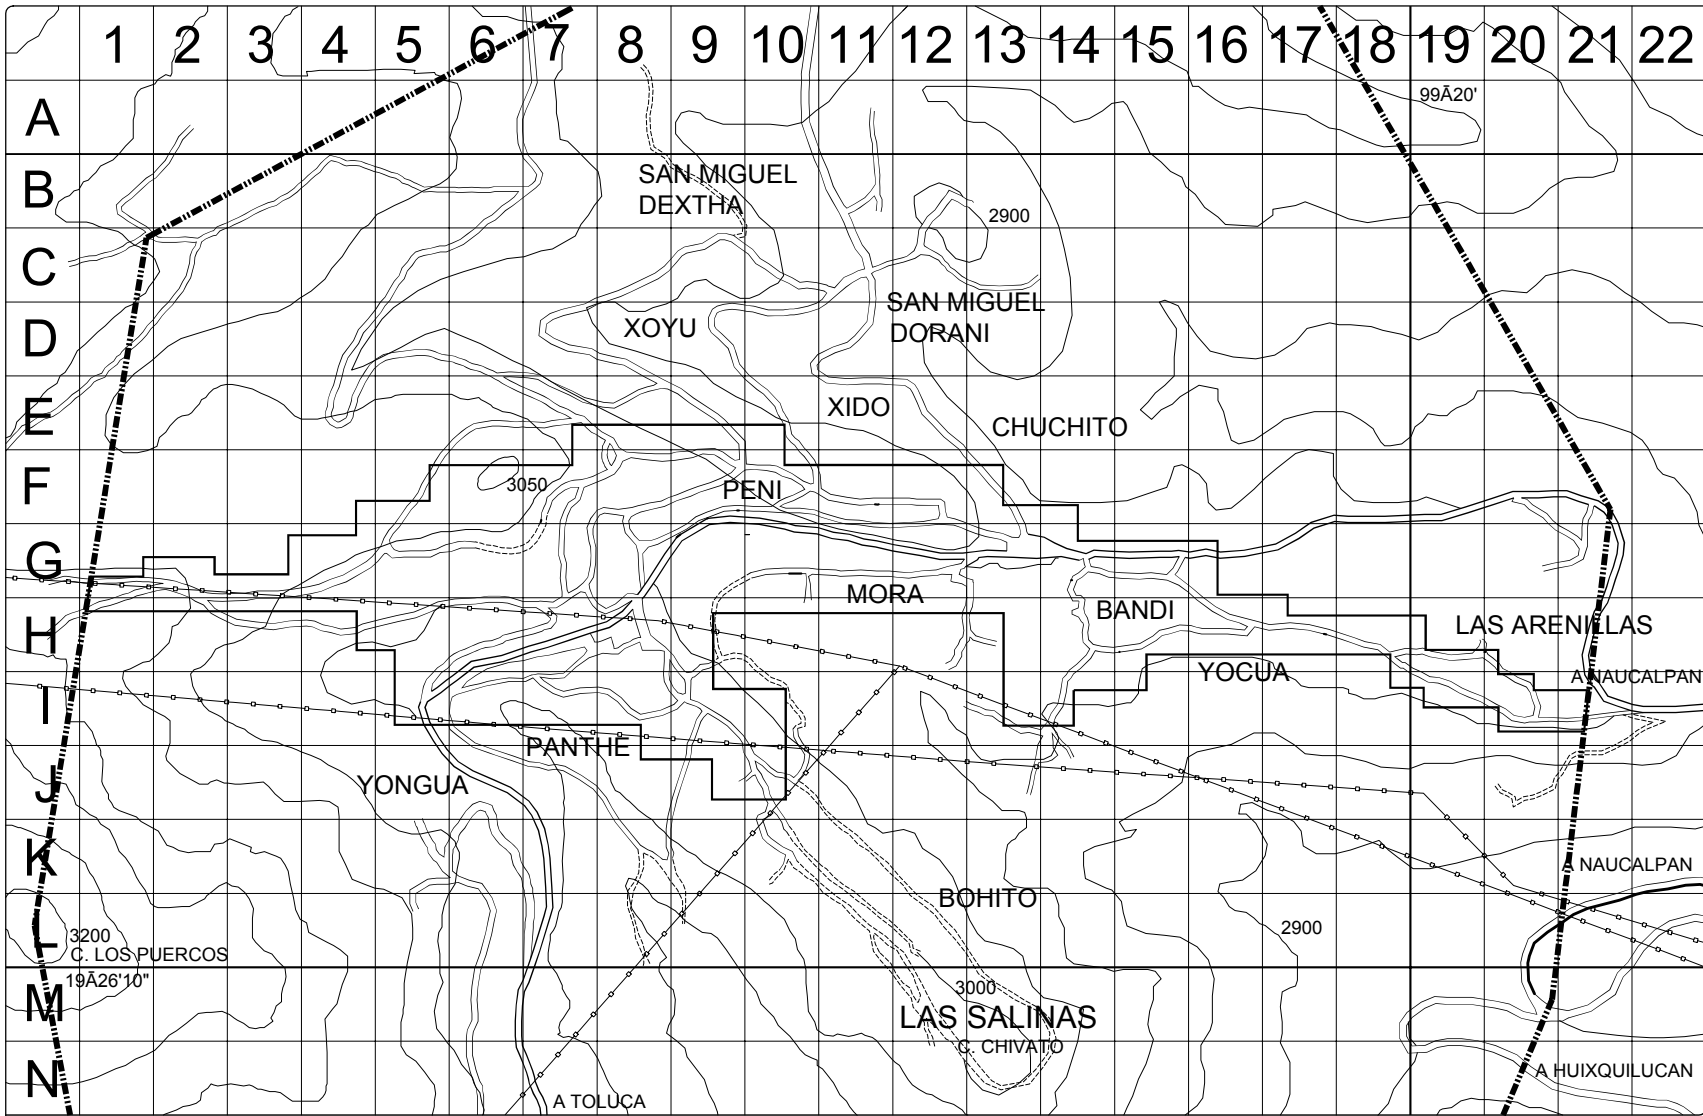 1 2 3 4 5 6 7 8 9 10 11 12 13 14 15 16 17 18 19 20 21 22
A
99Ā20'
B
SAN MIGUEL
DEXTHA
2900
C
SAN MIGUEL
DORANI
D
XOYU
E
XIDO
CHUCHITO
F
3050
PENI
G
MORA
BANDI
H
LAS ARENILLAS
YOCUA
A NAUCALPAN
I
PANTHE
J
YONGUA
K
A NAUCALPAN
BOHITO
L
3200
C. LOS PUERCOS
2900
19Ā26'10"
M
3000
LAS SALINAS
C. CHIVATO
N
A HUIXQUILUCAN
A TOLUCA